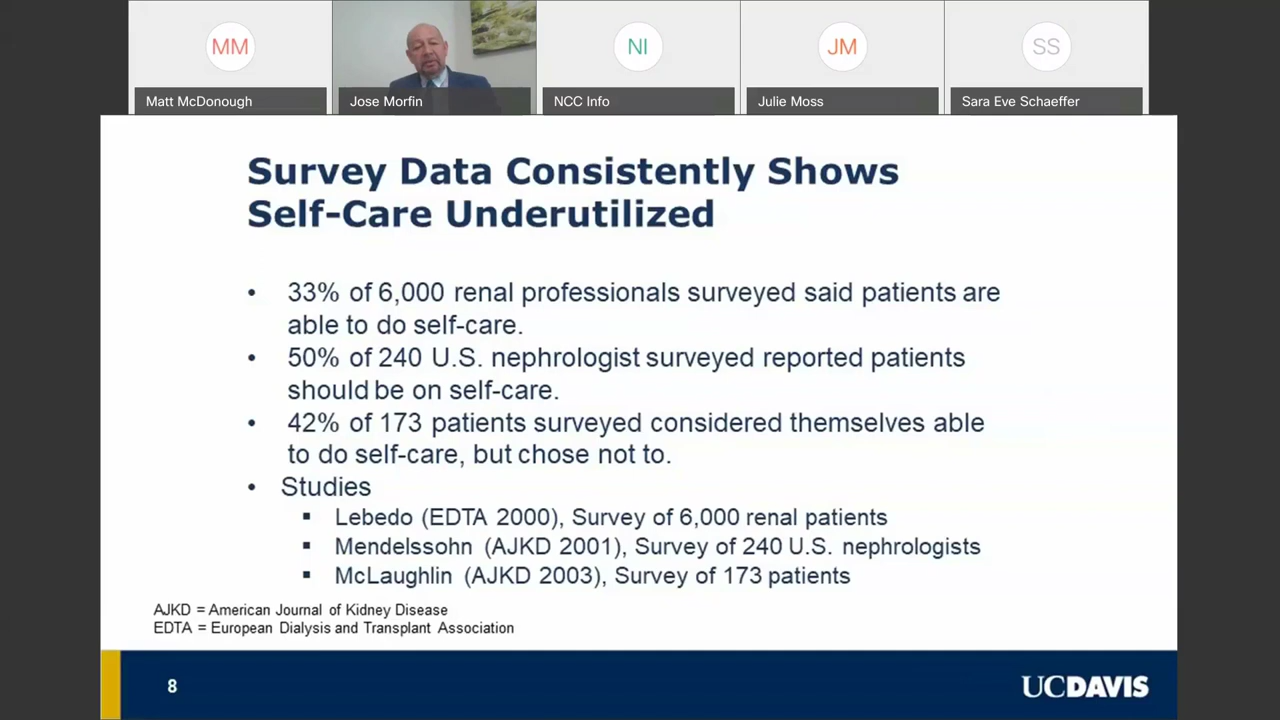 MM
NI
JM
SS
Matt McDonough
Jose Morfin
NCC Info
Julie Moss
Sara Eve Schaeffer
Survey Data Consistently Shows
Self-Care Underutilized
• 33% of 6,000 renal professionals surveyed said patients are
able to do self-care.
• 50% of 240 U.S. nephrologist surveyed reported patients
should be on self-care.
• 42% of 173 patients surveyed considered themselves able
to do self-care, but chose not to.
• Studies
▪ Lebedo (EDTA 2000), Survey of 6,000 renal patients
▪ Mendelssohn (AJKD 2001), Survey of 240 U.S. nephrologists
▪ McLaughlin (AJKD 2003), Survey of 173 patients
AJKD = American Journal of Kidney Disease
EDTA = European Dialysis and Transplant Association
8
UCDAVIS